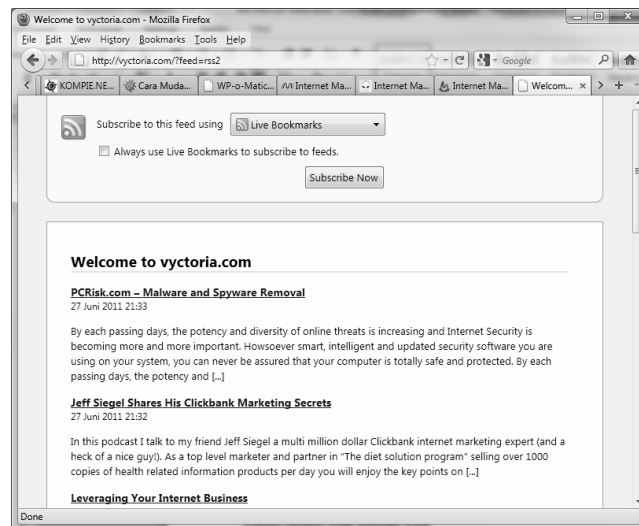 Welcome to vyctoria.com - Mozilla Firefox
File Edit View History Bookmarks Tools Help
http://vyctoria.com/?feed=rss2
Google
KOMPIE.NE... Cara Muda... WP-o-Matic... Internet Ma... Internet Ma... Internet Ma... Welcom...
Subscribe to this feed using Live Bookmarks
Always use Live Bookmarks to subscribe to feeds.
Subscribe Now
Welcome to vyctoria.com
PCRisk.com – Malware and Spyware Removal
27 Juni 2011 21:33
By each passing days, the potency and diversity of online threats is increasing and Internet Security is
becoming more and more important. Howsoever smart, intelligent and updated security software you are
using on your system, you can never be assured that your computer is totally safe and protected. By each
passing days, the potency and [...]
Jeff Siegel Shares His Clickbank Marketing Secrets
27 Juni 2011 21:32
In this podcast I talk to my friend Jeff Siegel a multi million dollar Clickbank internet marketing expert (and a
heck of a nice guy!). As a top level marketer and partner in “The diet solution program” selling over 1000
copies of health related information products per day you will enjoy the key points on [...]
Leveraging Your Internet Business
Done